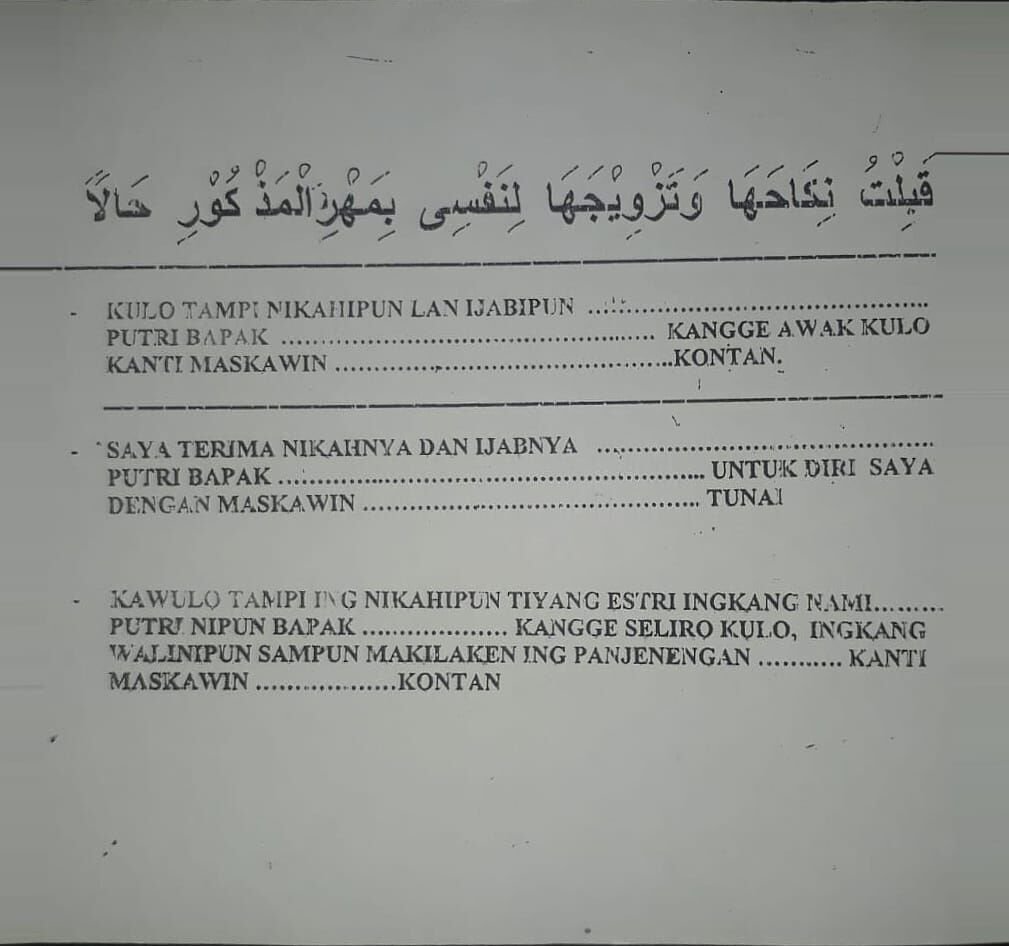 قَبِلْتُ نِكَاحَهَا وَتَزْوِيْجَهَا لِنَفْسِى بِمَهْرِالْمَذْكُوْرِ حَالاً
- KULO TAMPI NIKAHIPUN LAN IJABIPUN ................................................
PUTRI BAPAK ...................................................... KANGGE AWAK KULO
KANTI MASKAWIN ..................................................KONTAN.
- SAYA TERIMA NIKAHNYA DAN IJABNYA ................................................
PUTRI BAPAK............................................................... UNTUK DIRI SAYA
DENGAN MASKAWIN .................................................. TUNAI
- KAWULO TAMPI ING NIKAHIPUN TIYANG ESTRI INGKANG NAMI..........
PUTRI NIPUN BAPAK ..................... KANGGE SELIRO KULO, INGKANG
WALINIPUN SAMPUN MAKILAKEN ING PANJENENGAN ........... KANTI
MASKAWIN ....................KONTAN